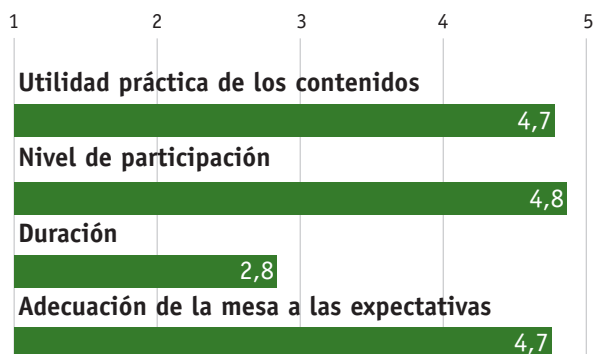 1 2 3 4 5
Utilidad práctica de los contenidos
4,7
Nivel de participación
4,8
Duración
2,8
Adecuación de la mesa a las expectativas
4,7